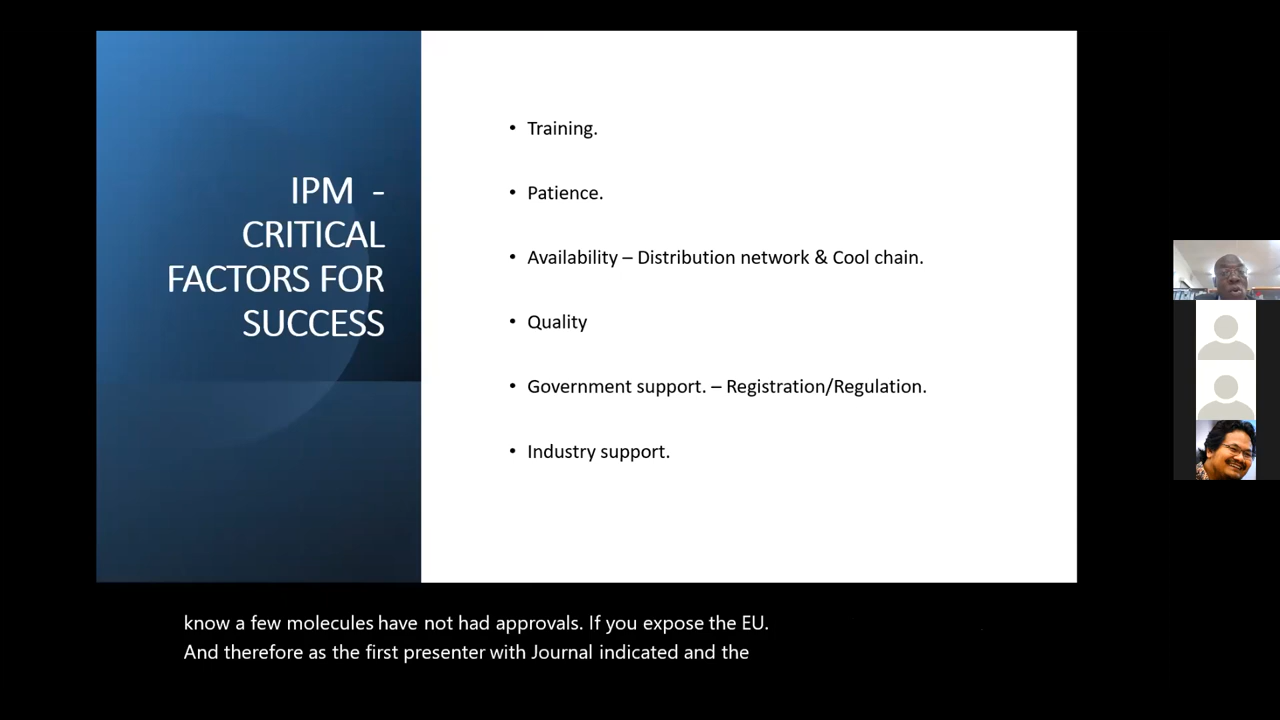 IPM -
CRITICAL
FACTORS FOR
SUCCESS
• Training.
• Patience.
• Availability – Distribution network & Cool chain.
• Quality
• Government support. – Registration/Regulation.
• Industry support.
know a few molecules have not had approvals. If you expose the EU.
And therefore as the first presenter with Journal indicated and the